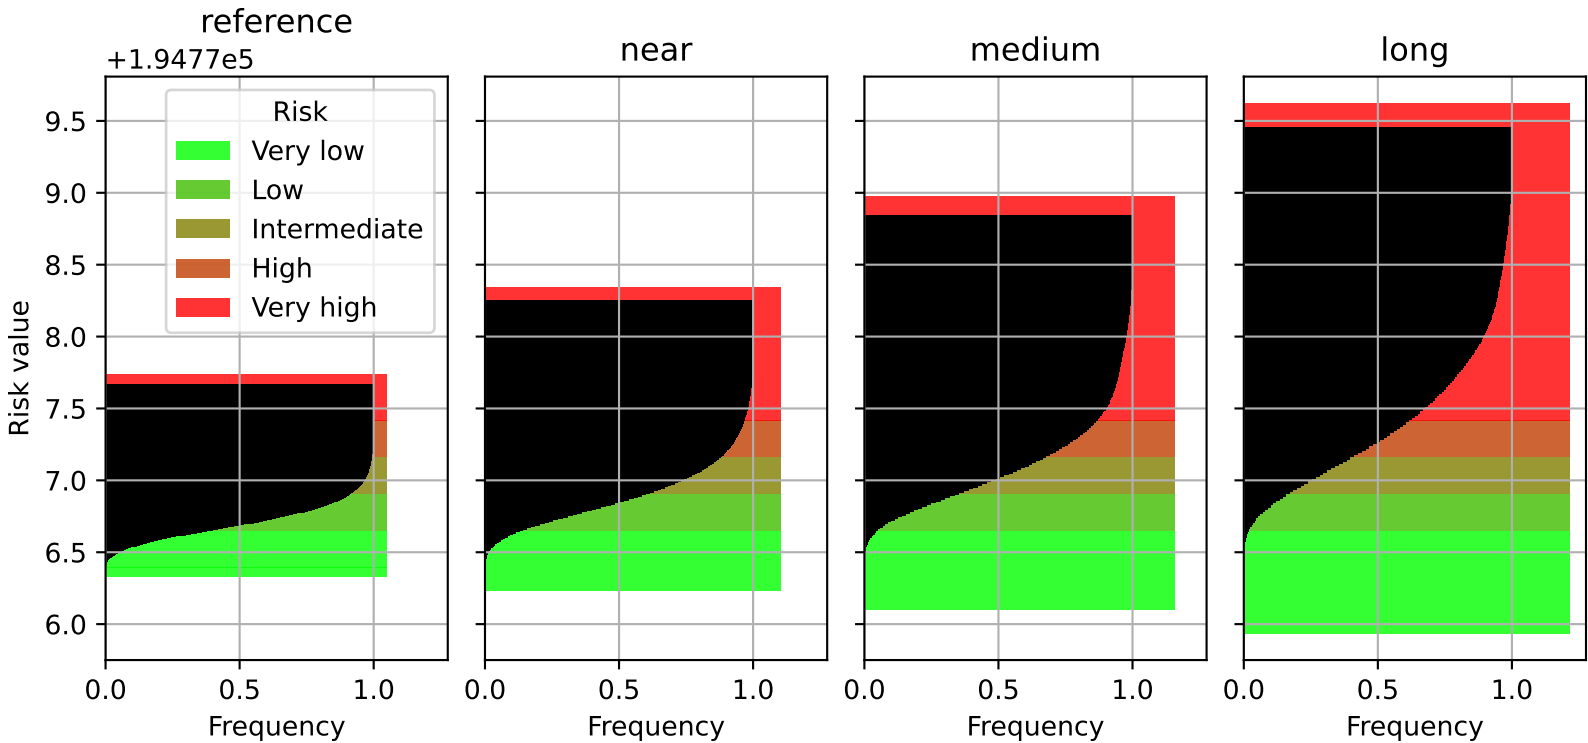 reference
near
medium
long
+1.9477e5
Risk
Very low
Low
Intermediate
High
Very high
Risk value
9.5
9.0
8.5
8.0
7.5
7.0
6.5
6.0
0.0 0.5 1.0
0.0 0.5 1.0
0.0 0.5 1.0
0.0 0.5 1.0
Frequency
Frequency
Frequency
Frequency